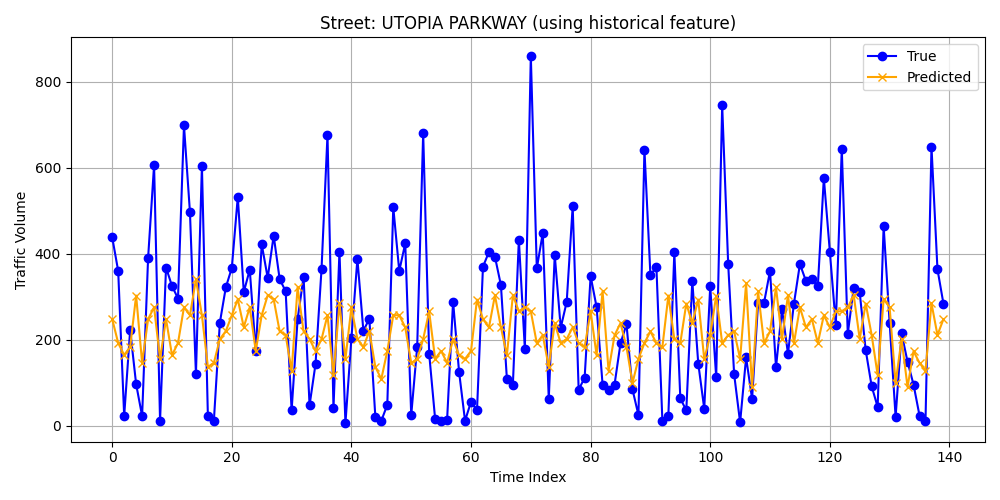 Street: UTOPIA PARKWAY (using historical feature)
True
Predicted
Traffic Volume
800
600
400
200
0
0 20 40 60 80 100 120 140
Time Index